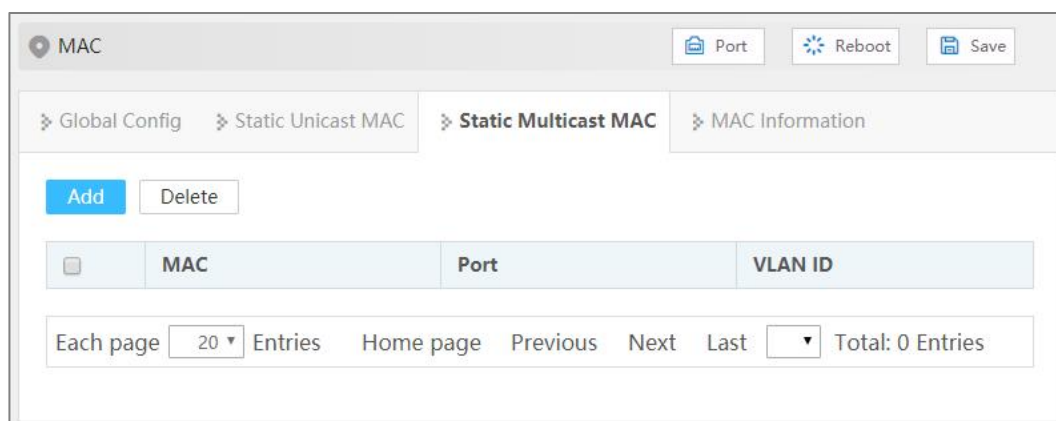 MAC Port Reboot Save
Global Config Static Unicast MAC Static Multicast MAC MAC Information
Add Delete
MAC Port VLAN ID
Each page 20 Entries Home page Previous Next Last Total: 0 Entries